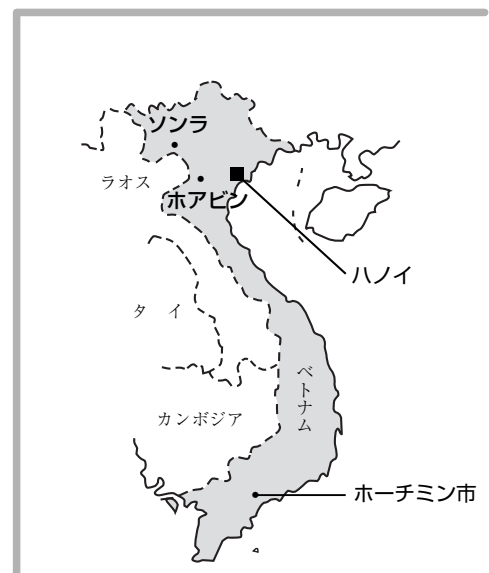 ソンラ
ラオス
ホアビン
ハノイ
タイ
ベトナム
カンボジア
ホーチミン市